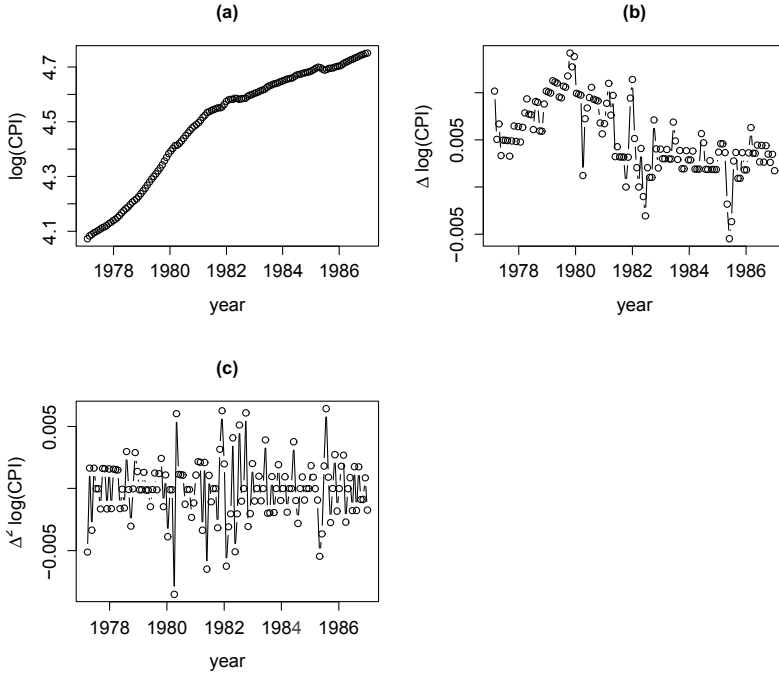 (a)
log(CPI)
4.7
4.5
4.3
4.1
1978 1980 1982 1984 1986
year
(b)
Δ log(CPI)
0.005
−0.005
1978 1980 1982 1984 1986
year
(c)
Δ² log(CPI)
0.005
−0.005
1978 1980 1982 1984 1986
year